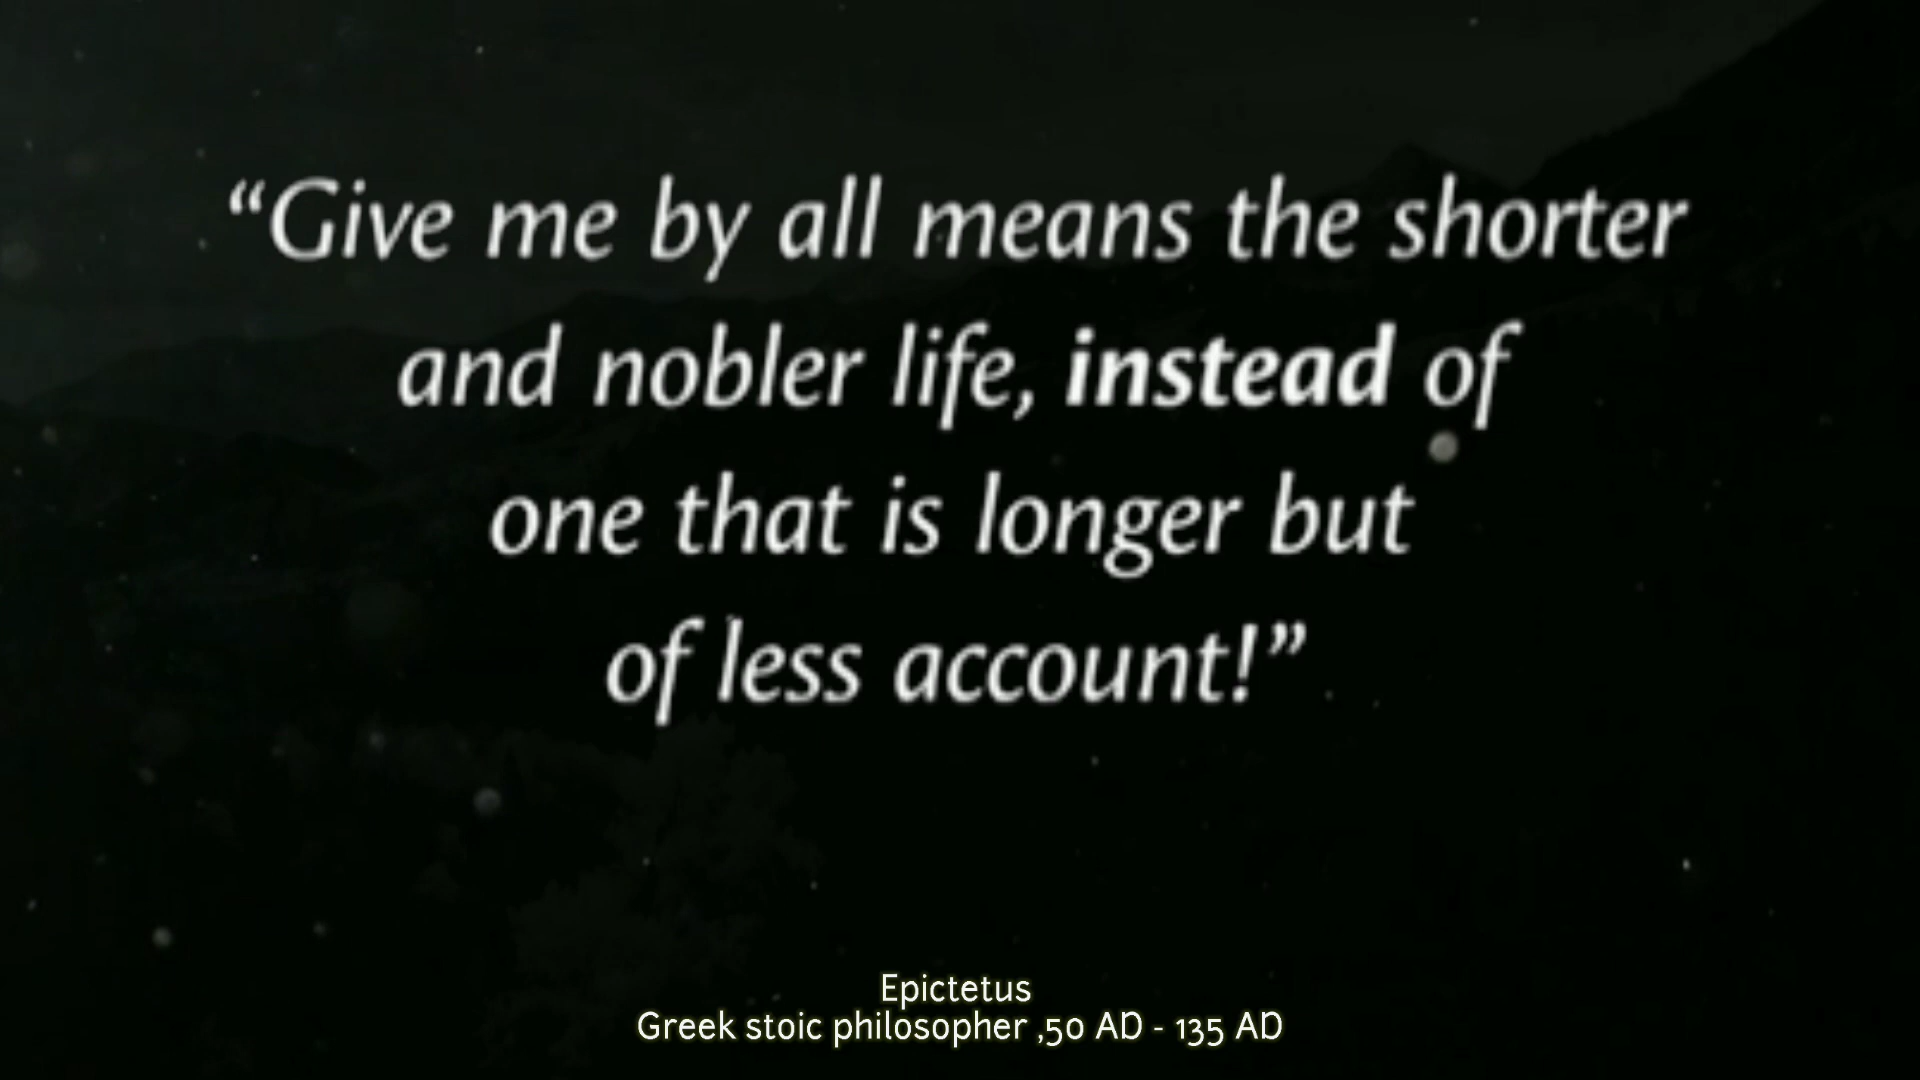 “Give me by all means the shorter
and nobler life, instead of
one that is longer but
of less account!”
Epictetus
Greek stoic philosopher ,50 AD - 135 AD